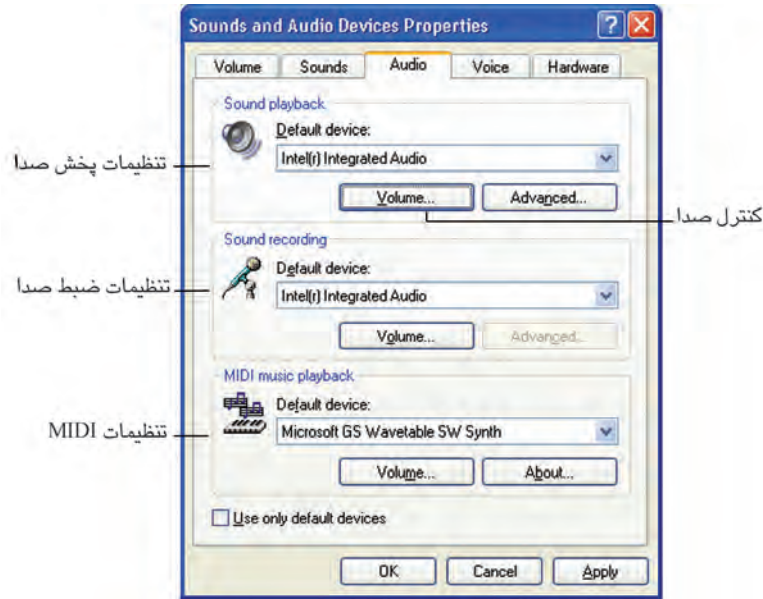 Sounds and Audio Devices Properties
Volume
Sounds
Audio
Voice
Hardware
Sound playback
Default device:
تنظیمات پخش صدا
Intel(r) Integrated Audio
Volume...
Advanced...
کنترل صدا
Sound recording
Default device:
تنظیمات ضبط صدا
Intel(r) Integrated Audio
Volume...
Advanced...
MIDI music playback
Default device:
تنظیمات MIDI
Microsoft GS Wavetable SW Synth
Volume...
About...
Use only default devices
OK
Cancel
Apply